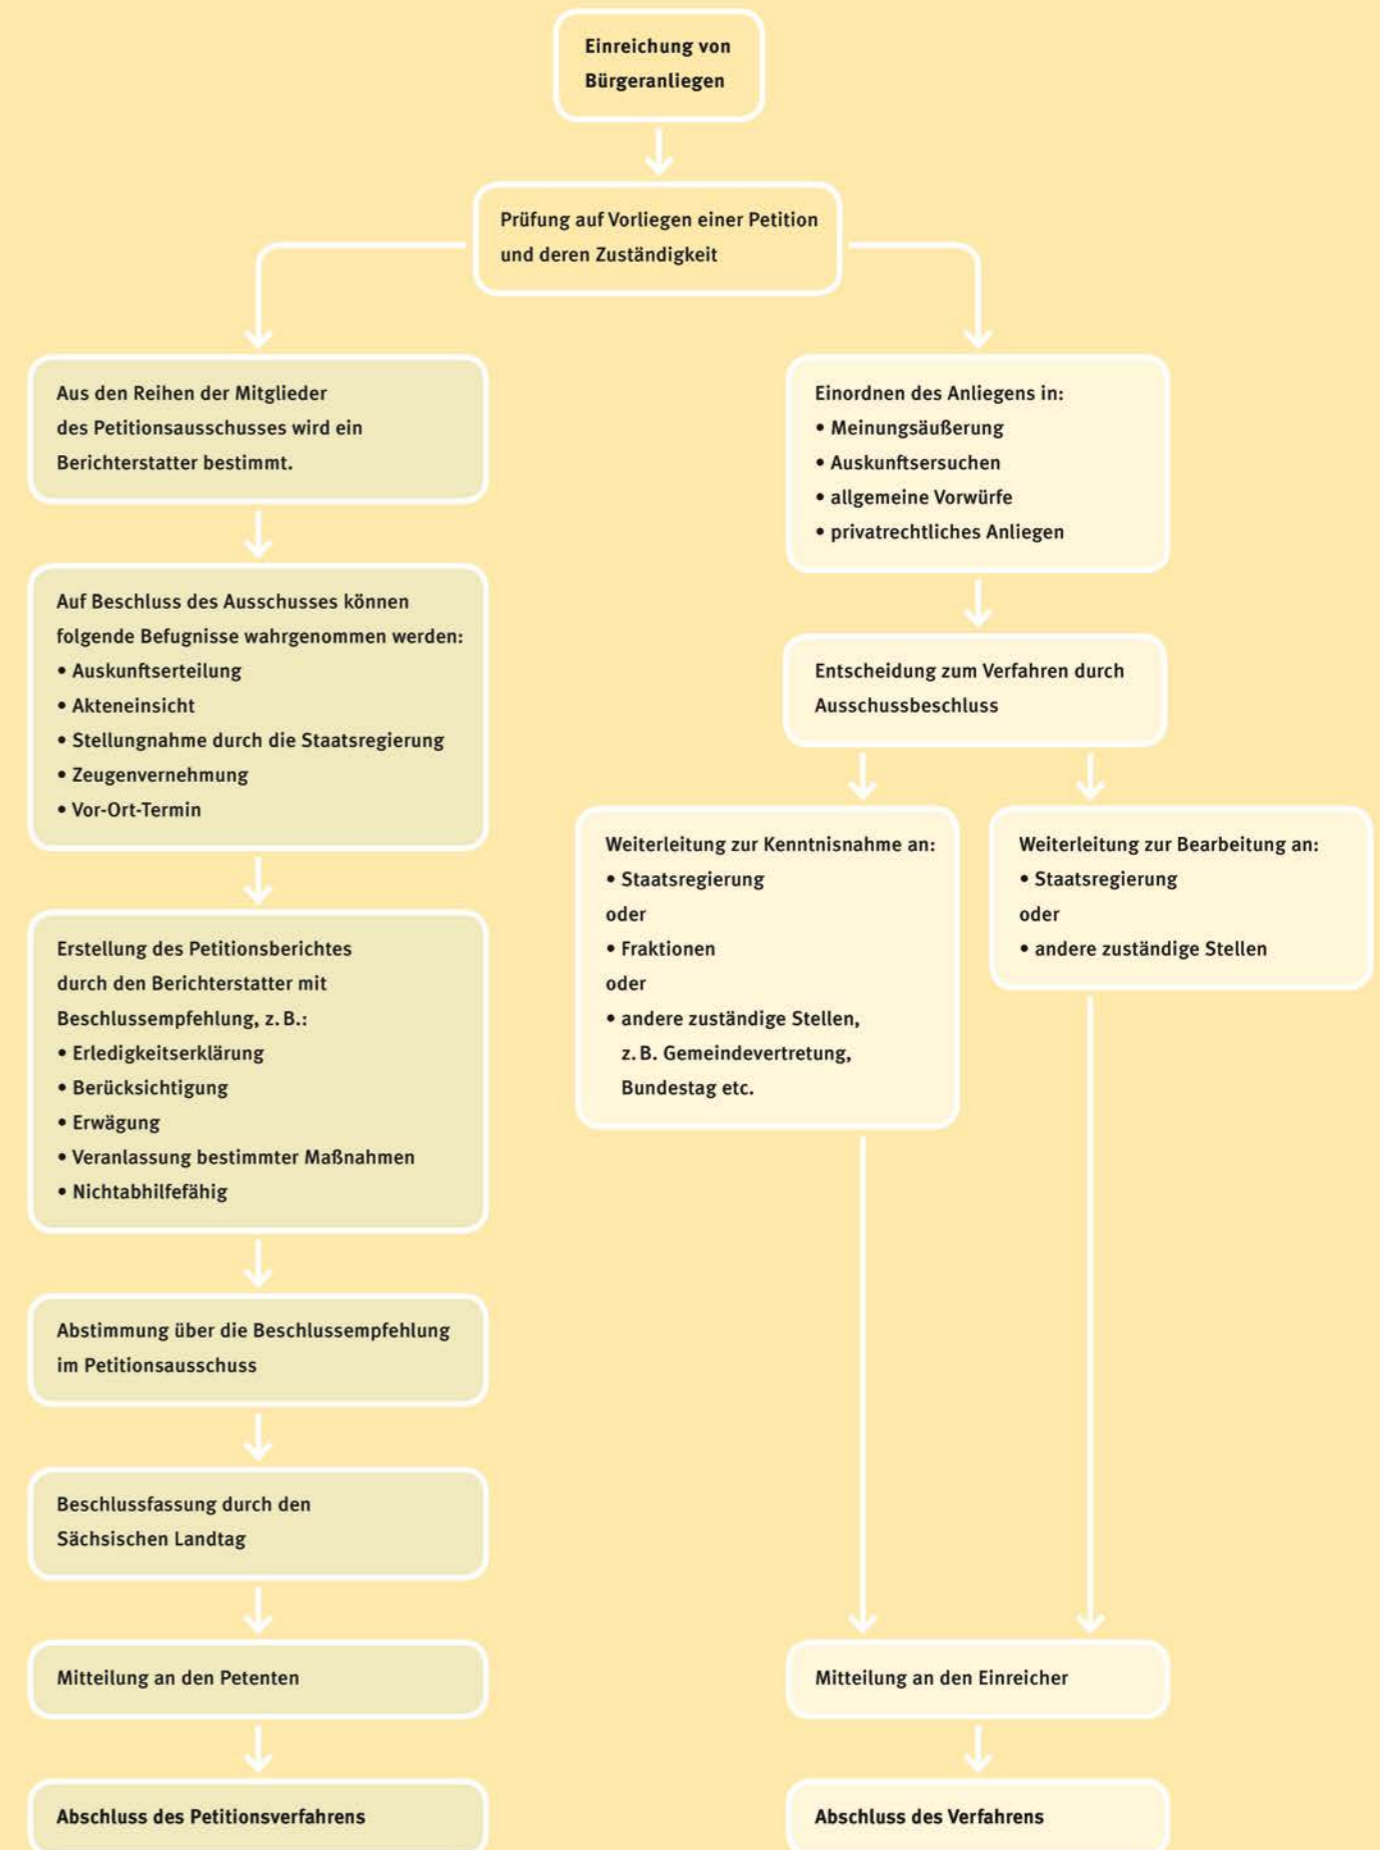 Einreichung von
Bürgeranliegen
Prüfung auf Vorliegen einer Petition
und deren Zuständigkeit
Aus den Reihen der Mitglieder
des Petitionsausschusses wird ein
Berichterstatter bestimmt.
Auf Beschluss des Ausschusses können
folgende Befugnisse wahrgenommen werden:
• Auskunftserteilung
• Akteneinsicht
• Stellungnahme durch die Staatsregierung
• Zeugenvernehmung
• Vor-Ort-Termin
Erstellung des Petitionsberichtes
durch den Berichterstatter mit
Beschlussempfehlung, z. B.:
• Erledigkeitserklärung
• Berücksichtigung
• Erwägung
• Veranlassung bestimmter Maßnahmen
• Nichtabhilfefähig
Abstimmung über die Beschlussempfehlung
im Petitionsausschuss
Beschlussfassung durch den
Sächsischen Landtag
Mitteilung an den Petenten
Abschluss des Petitionsverfahrens
Einordnen des Anliegens in:
• Meinungsäußerung
• Auskunftsersuchen
• allgemeine Vorwürfe
• privatrechtliches Anliegen
Entscheidung zum Verfahren durch
Ausschussbeschluss
Weiterleitung zur Kenntnisnahme an:
• Staatsregierung
oder
• Fraktionen
oder
• andere zuständige Stellen,
z. B. Gemeindevertretung,
Bundestag etc.
Weiterleitung zur Bearbeitung an:
• Staatsregierung
oder
• andere zuständige Stellen
Mitteilung an den Einreicher
Abschluss des Verfahrens